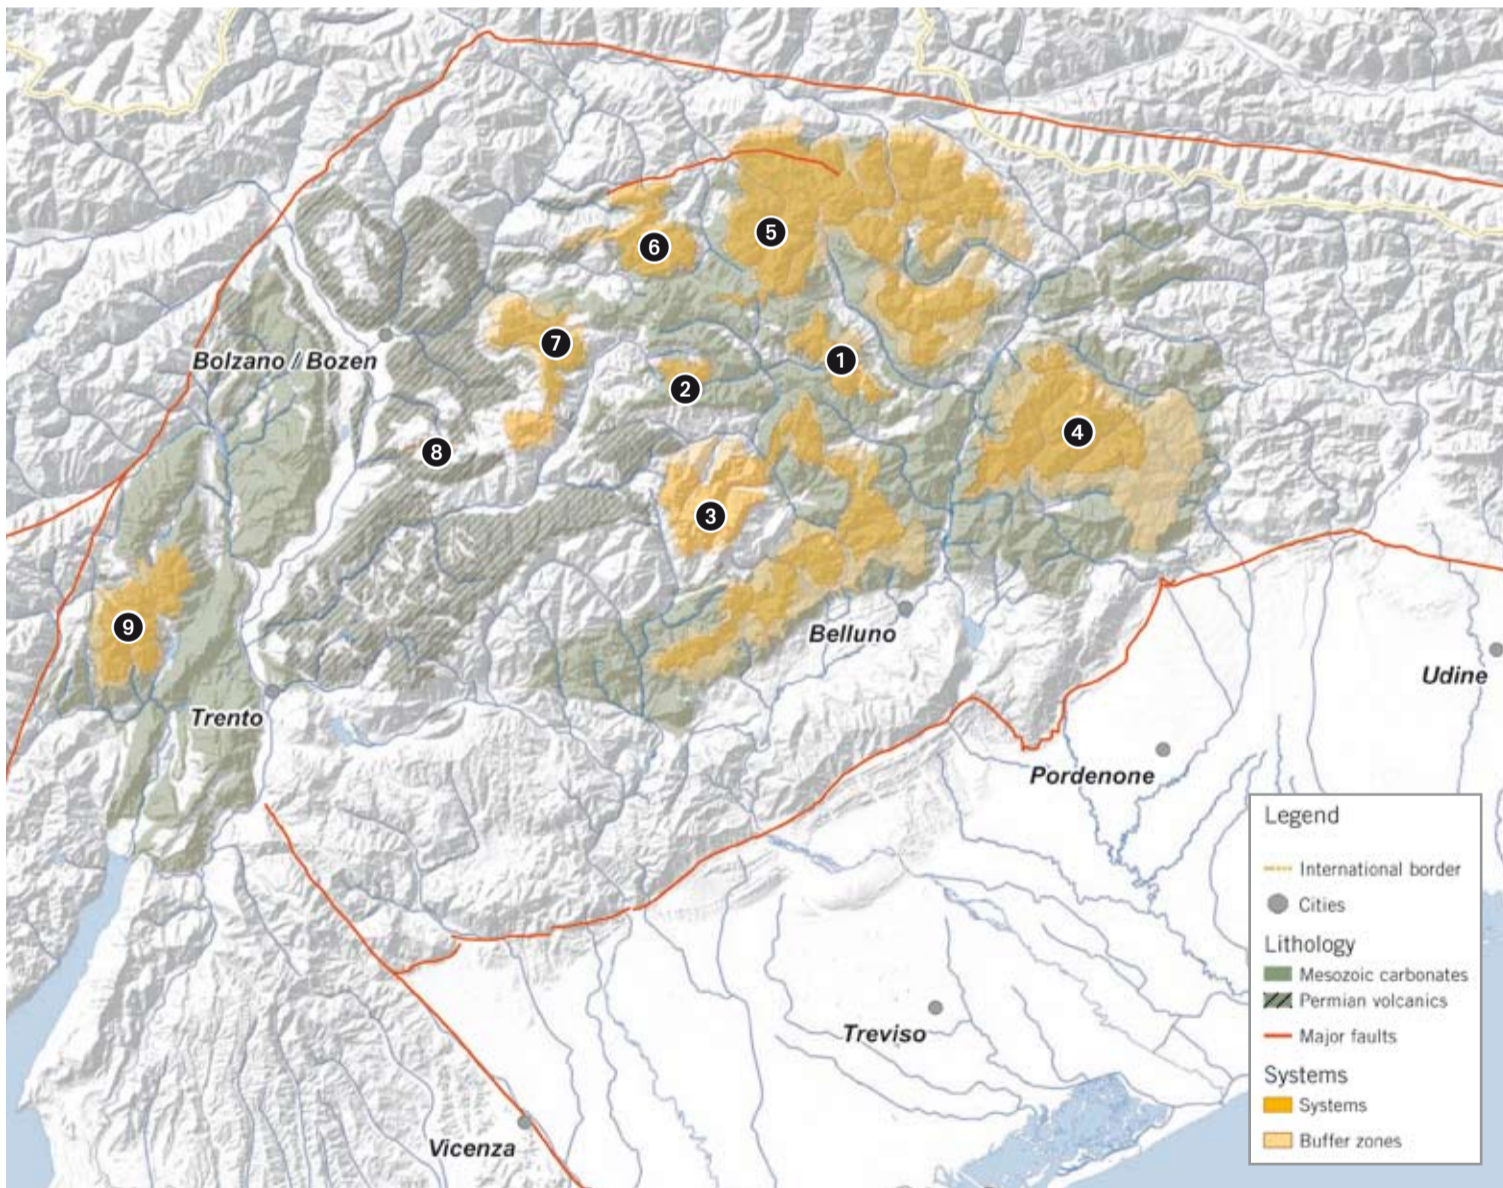 5
6
7
1
Bolzano / Bozen
2
4
8
3
9
Belluno
Udine
Trento
Pordenone
Treviso
Vicenza
Legend
International border
Cities
Lithology
Mesozoic carbonates
Permian volcanics
Major faults
Systems
Systems
Buffer zones